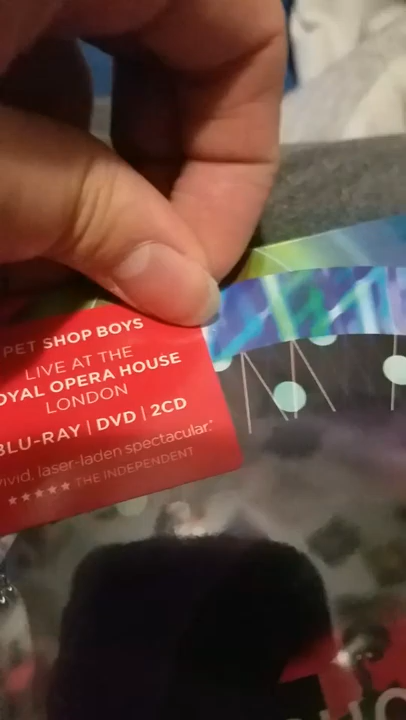 PET SHOP BOYS
LIVE AT THE
OYAL OPERA HOUSE
LONDON
BLU-RAY | DVD | 2CD
vivid, laser-laden spectacular."
★★★★★ THE INDEPENDENT